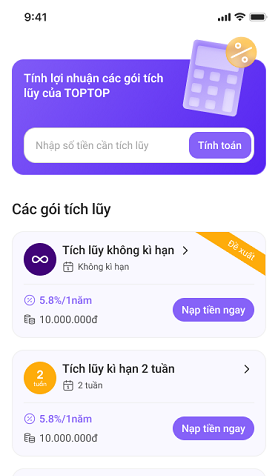 9:41
Tính lợi nhuận các gói tích
lũy của TOPTOP
Nhập số tiền cần tích lũy
Tính toán
Các gói tích lũy
Đề xuất
Tích lũy không kì hạn
Không kì hạn
5.8%/1năm
10.000.000đ
Nạp tiền ngay
2
tuần
Tích lũy kì hạn 2 tuần
2 tuần
5.8%/1năm
10.000.000đ
Nạp tiền ngay